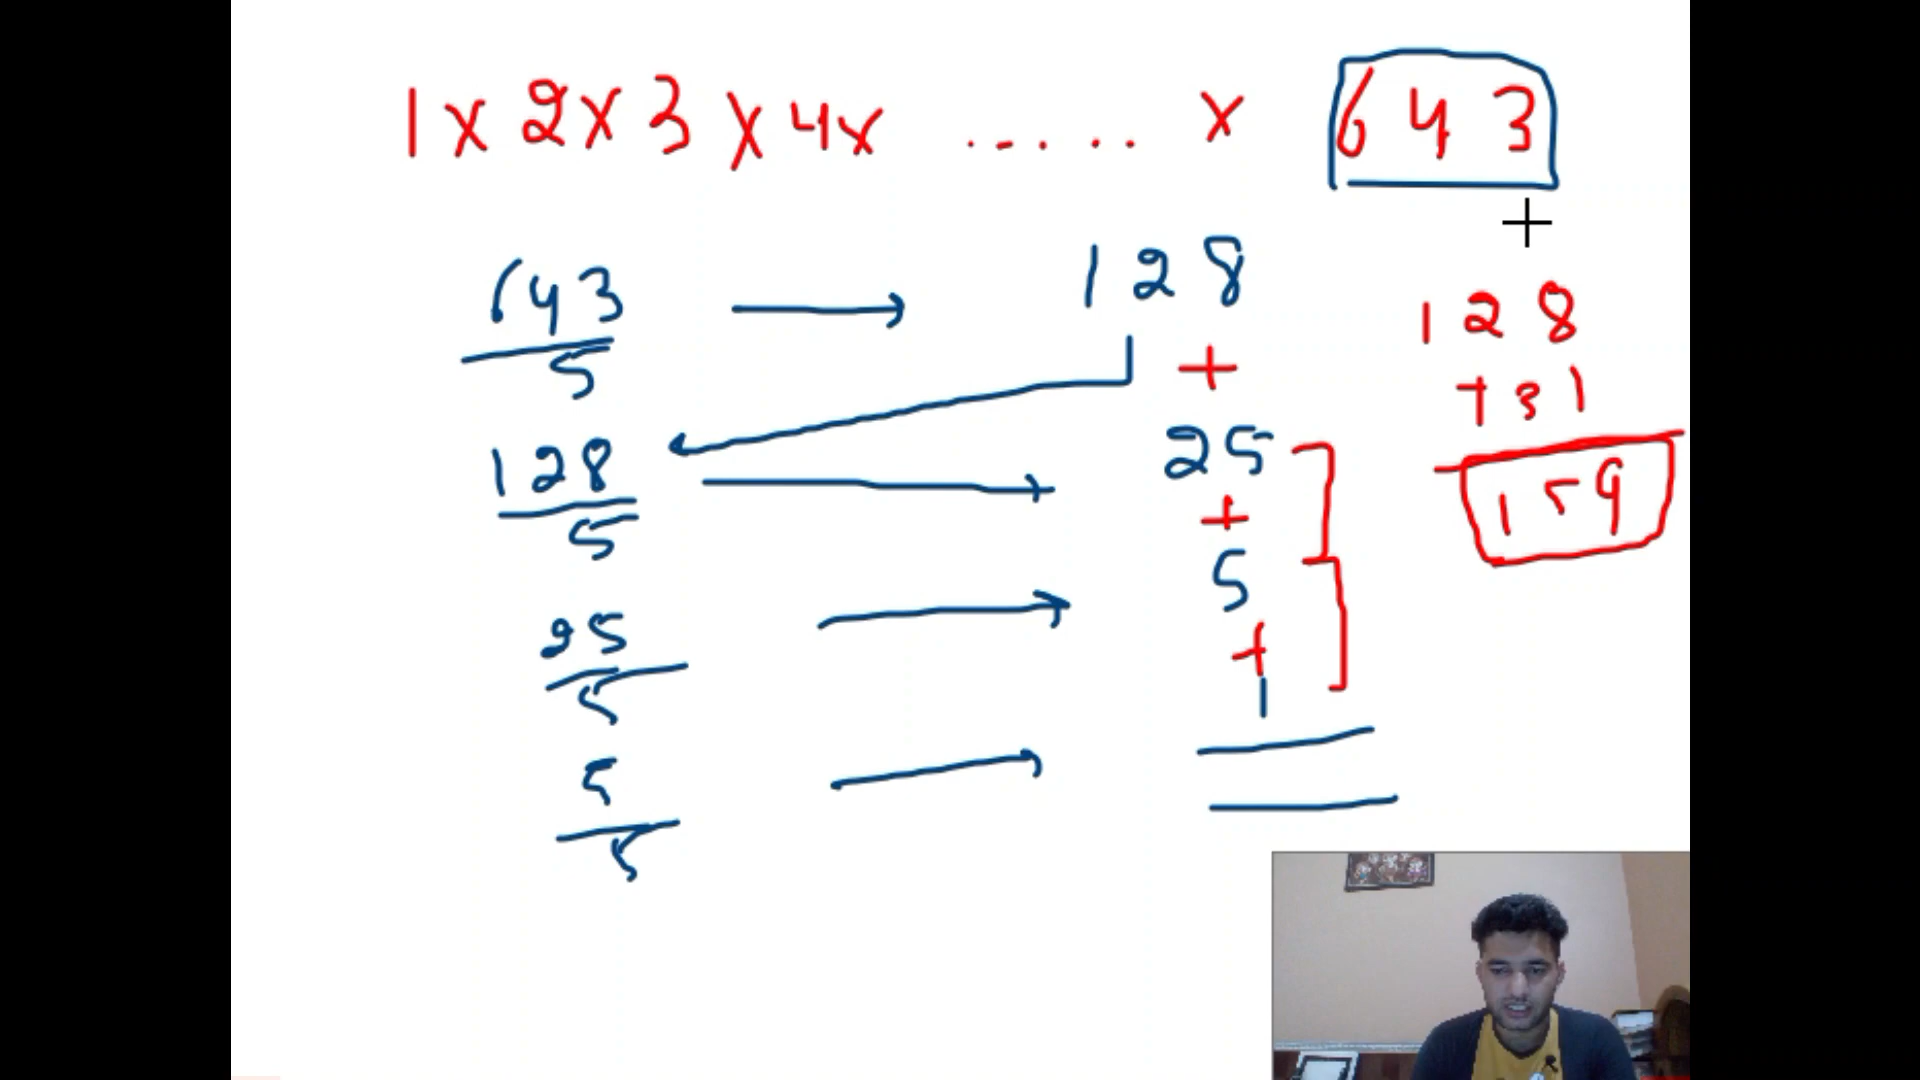 1 x 2 x 3 x 4 x ..... x 643
643/5 → 128
+
128/5 → 25
+
25/5 → 5
+
5/5 → 1
128
+31
159